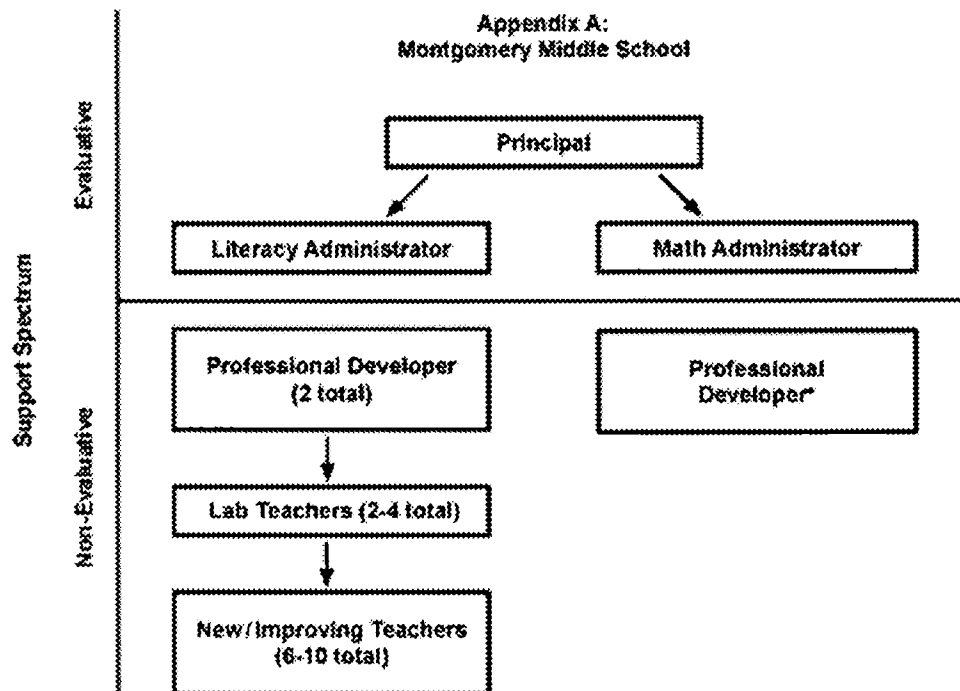 Appendix A:
Montgomery Middle School
Support Spectrum
Evaluative
Principal
Literacy Administrator
Math Administrator
Non-Evaluative
Professional Developer
(2 total)
Professional
Developer*
Lab Teachers (2-4 total)
New/Improving Teachers
(6-10 total)